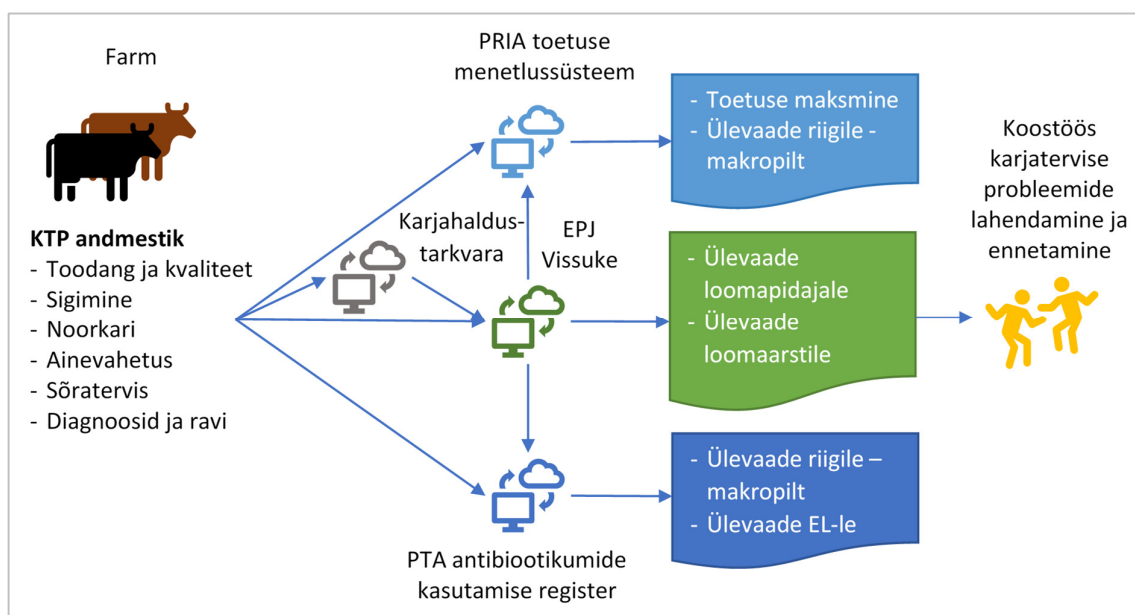 Farm
KTP andmestik
- Toodang ja kvaliteet
- Sigimine
- Noorkari
- Ainevahetus
- Sõratervis
- Diagnoosid ja ravi
PRIA toetuse
menetlussüsteem
Karjahaldus-
tarkvara
EPJ
Vissuke
PTA antibiootikumide
kasutamise register
- Toetuse maksmine
- Ülevaade riigile -
makropilt
- Ülevaade
loomapidajale
- Ülevaade
loomaarstile
- Ülevaade riigile –
makropilt
- Ülevaade EL-le
Koostöös
karjatervise
probleemide
lahendamine ja
ennetamine